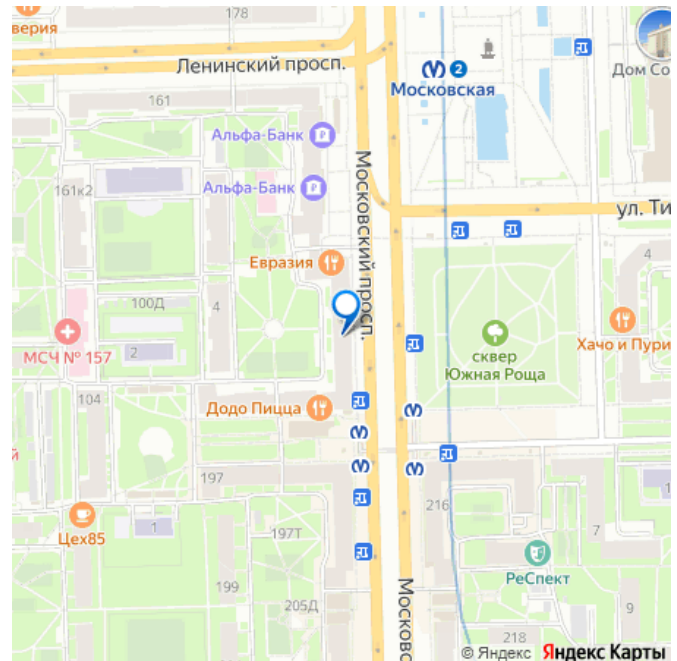 верия
178
Ленинский просп.
2
Московская
Дом Со
161
Альфа-Банк
Альфа-Банк
161к2
Московский просп.
ул. Ти
Евразия
4
100Д
4
2
МСЧ № 157
сквер
Южная Роща
Хачо и Пури
104
Додо Пицца
й
197
216
1
Цех85
1
197Т
7
РеСпект
199
205Д
9
Московс
218
© Яндекс Яндекс Карты